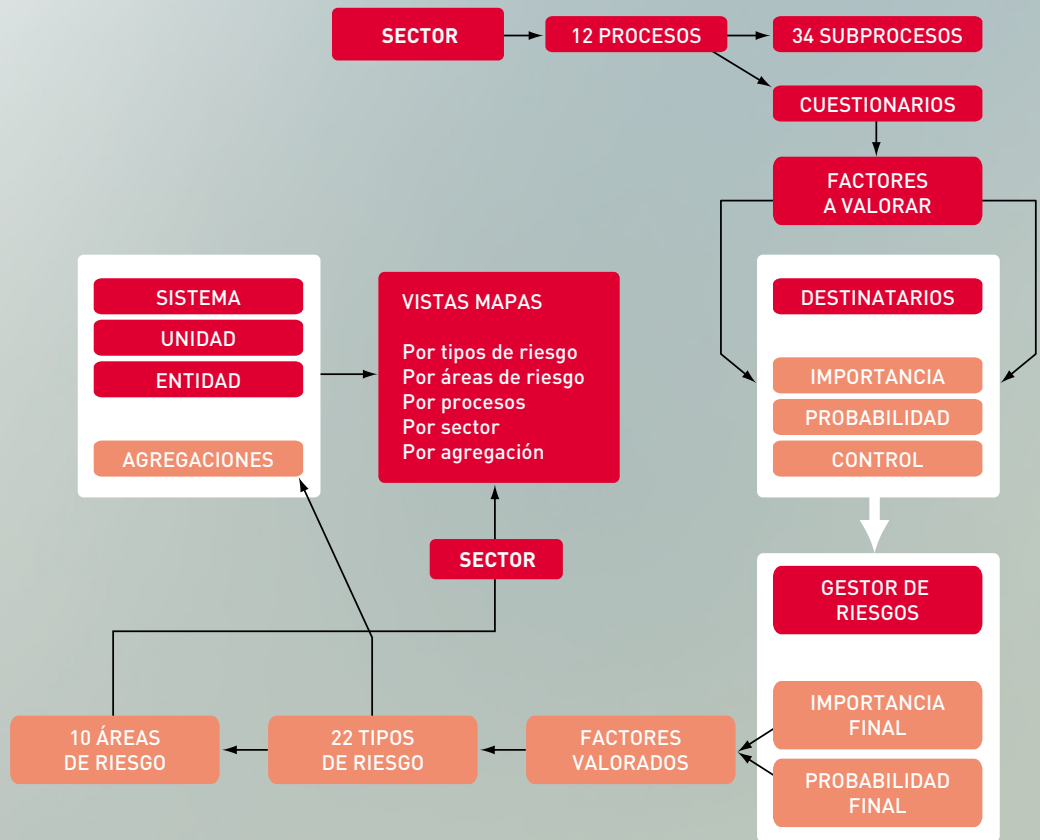 SECTOR
12 PROCESOS
34 SUBPROCESOS
CUESTIONARIOS
FACTORES
A VALORAR
SISTEMA
UNIDAD
ENTIDAD
AGREGACIONES
VISTAS MAPAS
Por tipos de riesgo
Por áreas de riesgo
Por procesos
Por sector
Por agregación
DESTINATARIOS
IMPORTANCIA
PROBABILIDAD
CONTROL
SECTOR
GESTOR DE
RIESGOS
IMPORTANCIA
FINAL
PROBABILIDAD
FINAL
10 ÁREAS
DE RIESGO
22 TIPOS
DE RIESGO
FACTORES
VALORADOS